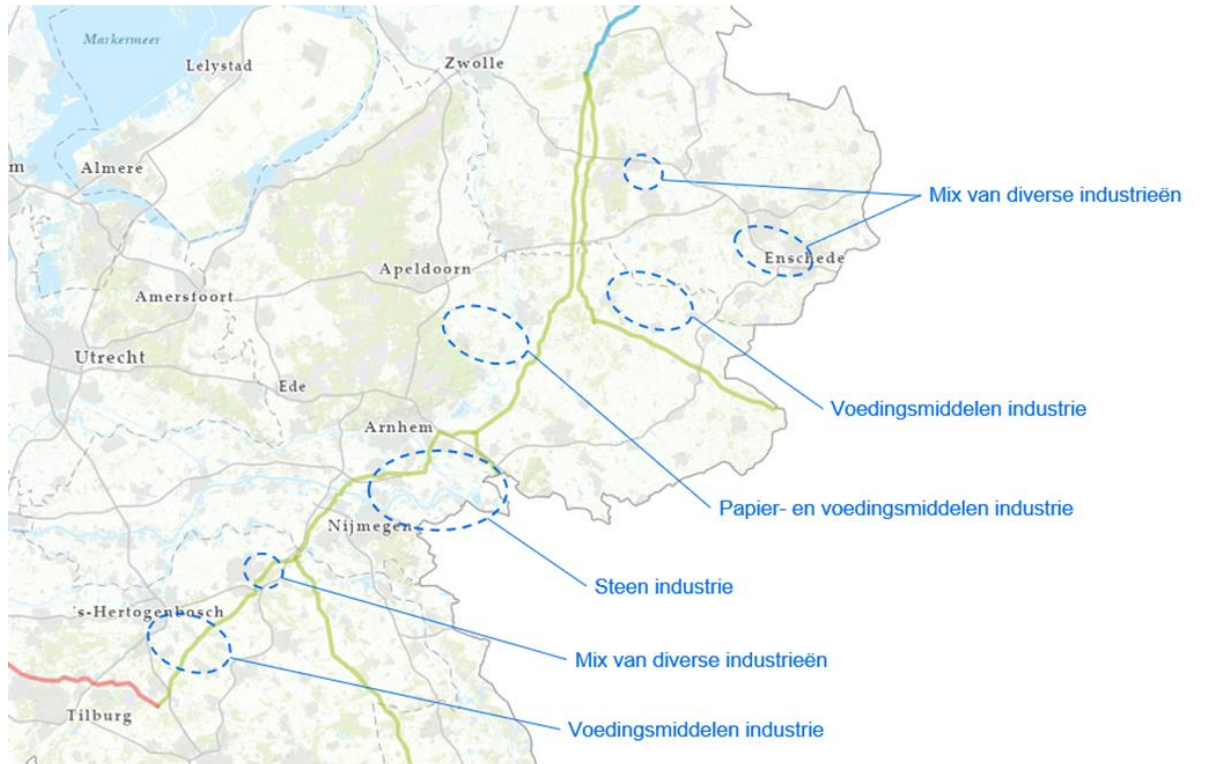 Markermeer
Lelystad
Zwolle
m
Almere
Mix van diverse industrieën
Enschede
Apeldoorn
Amersfoort
Utrecht
Ede
Voedingsmiddelen industrie
Arnhem
Papier- en voedingsmiddelen industrie
Nijmegen
Steen industrie
's-Hertogenbosch
Mix van diverse industrieën
Tilburg
Voedingsmiddelen industrie